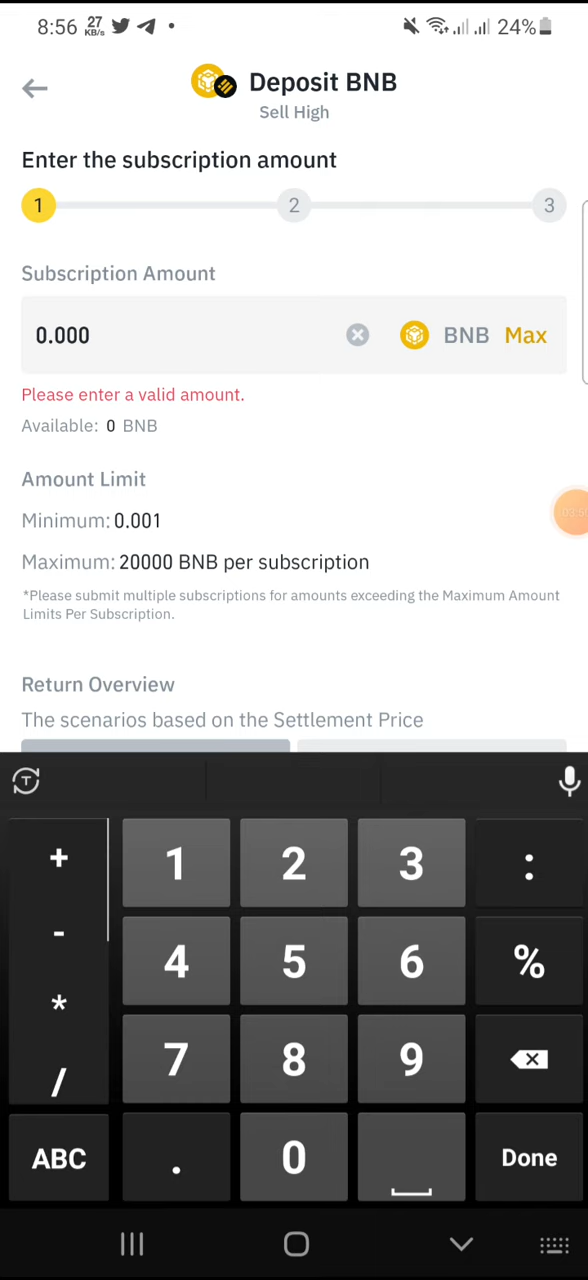 8:56 27 KB/s 24%
Deposit BNB
Sell High
Enter the subscription amount
1 2 3
Subscription Amount
0.000 BNB Max
Please enter a valid amount.
Available: 0 BNB
Amount Limit
Minimum: 0.001
Maximum: 20000 BNB per subscription
*Please submit multiple subscriptions for amounts exceeding the Maximum Amount
Limits Per Subscription.
Return Overview
The scenarios based on the Settlement Price
T
+ 1 2 3 :
- 4 5 6 %
* 7 8 9
/
ABC . 0 Done